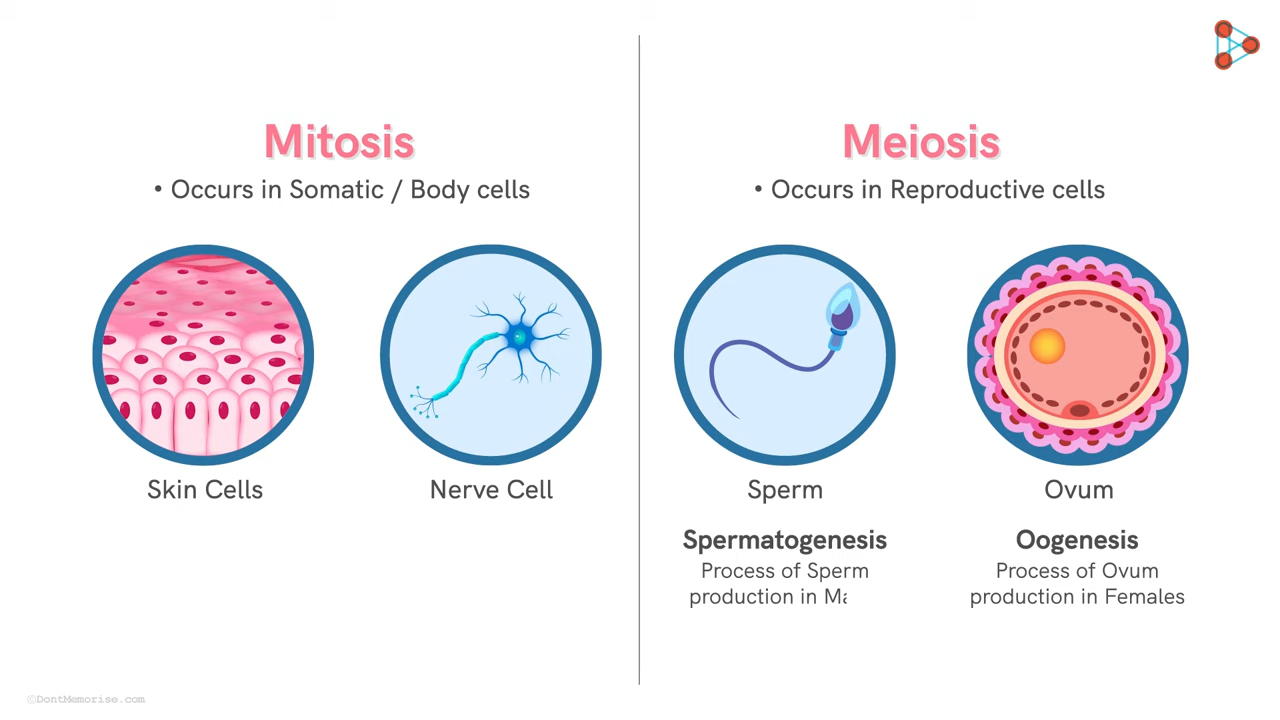 Mitosis
• Occurs in Somatic / Body cells
Skin Cells
Nerve Cell
Meiosis
• Occurs in Reproductive cells
Sperm
Ovum
Spermatogenesis
Process of Sperm
production in
Oogenesis
Process of Ovum
production in Females
©DontMemorise.com